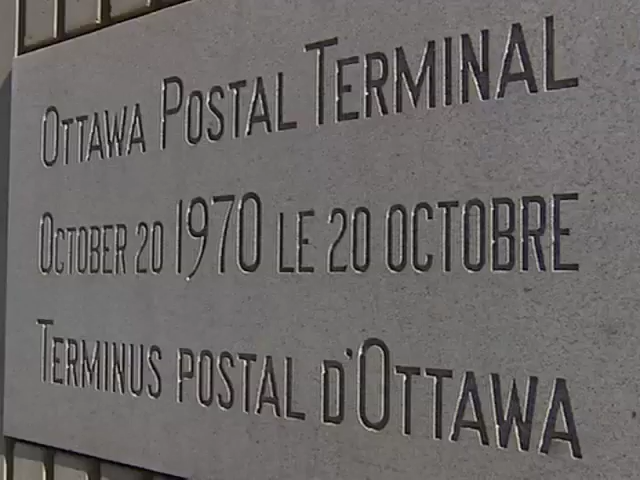 Ottawa Postal Terminal
October 20 1970 le 20 octobre
Terminus postal d'Ottawa